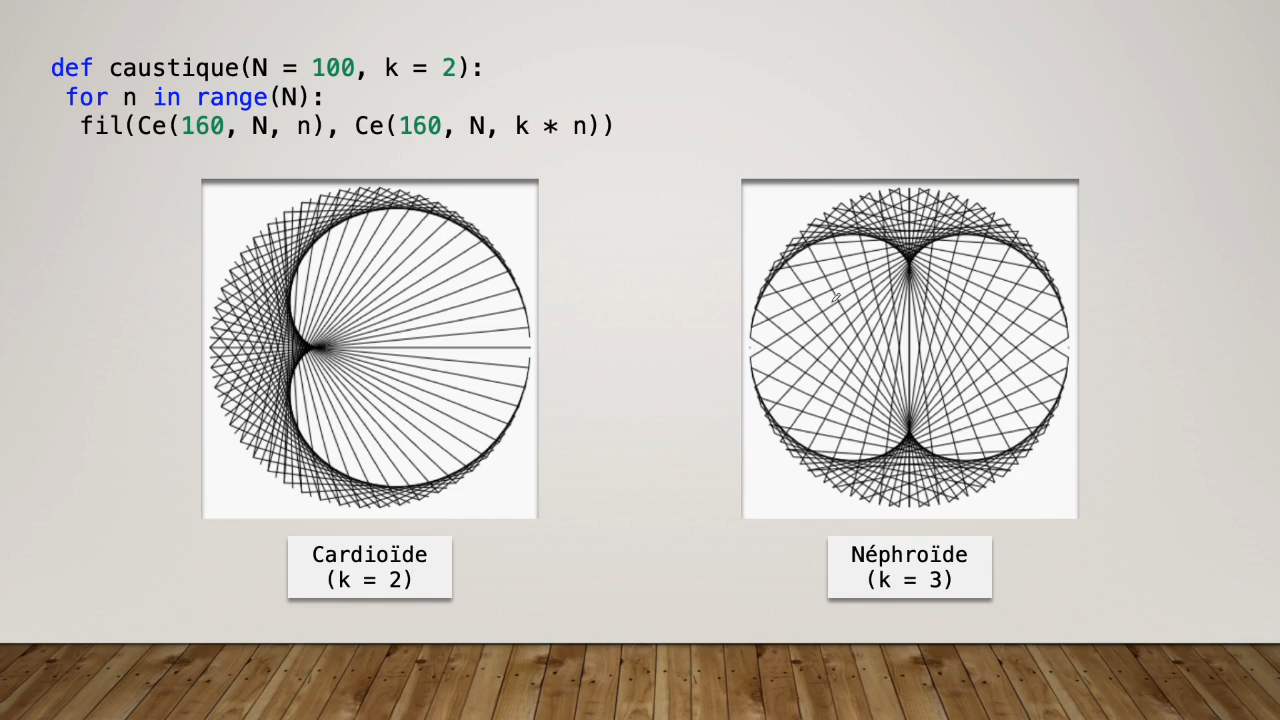 def caustique(N = 100, k = 2):
for n in range(N):
fil(Ce(160, N, n), Ce(160, N, k * n))
Cardioïde
(k = 2)
Néphroïde
(k = 3)